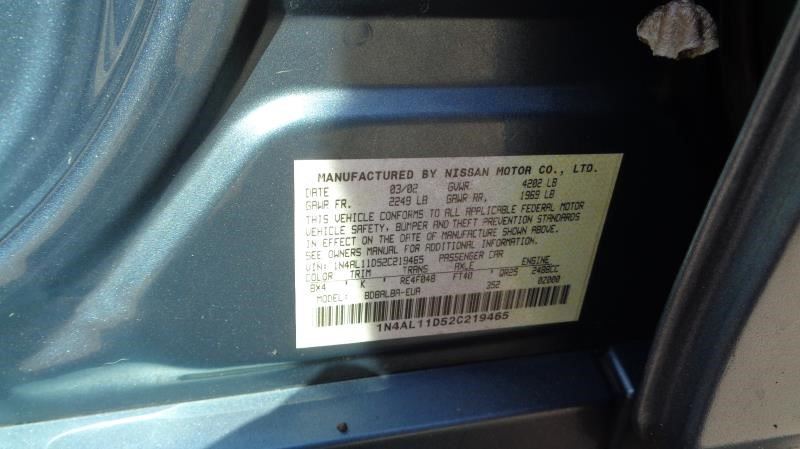 MANUFACTURED BY NISSAN MOTOR CO., LTD.
DATE 03/02 GVWR: 4202 LB
GAWR FR. 2249 LB GAWR RR. 1969 LB
THIS VEHICLE CONFORMS TO ALL APPLICABLE FEDERAL MOTOR
VEHICLE SAFETY, BUMPER AND THEFT PREVENTION STANDARDS
IN EFFECT ON THE DATE OF MANUFACTURE SHOWN ABOVE.
SEE OWNERS MANUAL FOR ADDITIONAL INFORMATION.
VIN: 1N4AL11D52C219465 PASSENGER CAR
COLOR TRIM TRANS AXLE ENGINE
BX4 K RE4F04B FT40 QR25 2488CC
MODEL: BDBALBA-EUA 352 02000
1N4AL11D52C219465